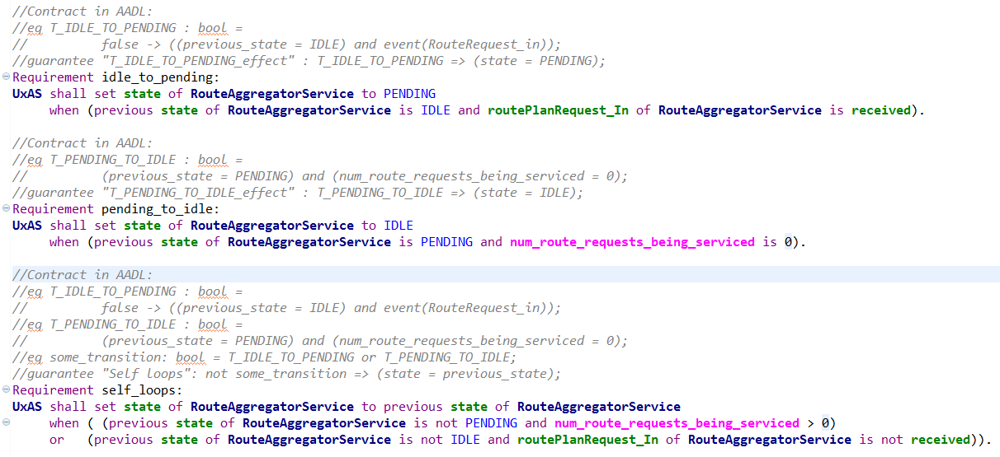 //Contract in AADL:
//eq T_IDLE_TO_PENDING : bool =
//          false -> ((previous_state = IDLE) and event(RouteRequest_in));
//guarantee "T_IDLE_TO_PENDING_effect" : T_IDLE_TO_PENDING => (state = PENDING);
Requirement idle_to_pending:
UxAS shall set state of RouteAggregatorService to PENDING
     when (previous state of RouteAggregatorService is IDLE and routePlanRequest_In of RouteAggregatorService is received).
//Contract in AADL:
//eq T_PENDING_TO_IDLE : bool =
//          (previous_state = PENDING) and (num_route_requests_being_serviced = 0);
//guarantee "T_PENDING_TO_IDLE_effect" : T_PENDING_TO_IDLE => (state = IDLE);
Requirement pending_to_idle:
UxAS shall set state of RouteAggregatorService to IDLE
     when (previous state of RouteAggregatorService is PENDING and num_route_requests_being_serviced is 0).
//Contract in AADL:
//eq T_IDLE_TO_PENDING : bool =
//          false -> ((previous_state = IDLE) and event(RouteRequest_in));
//eq T_PENDING_TO_IDLE : bool =
//          (previous_state = PENDING) and (num_route_requests_being_serviced = 0);
//eq some_transition: bool = T_IDLE_TO_PENDING or T_PENDING_TO_IDLE;
//guarantee "Self loops": not some_transition => (state = previous_state);
Requirement self_loops:
UxAS shall set state of RouteAggregatorService to previous state of RouteAggregatorService
     when ( (previous state of RouteAggregatorService is not PENDING and num_route_requests_being_serviced > 0)
     or   (previous state of RouteAggregatorService is not IDLE and routePlanRequest_In of RouteAggregatorService is not received)).